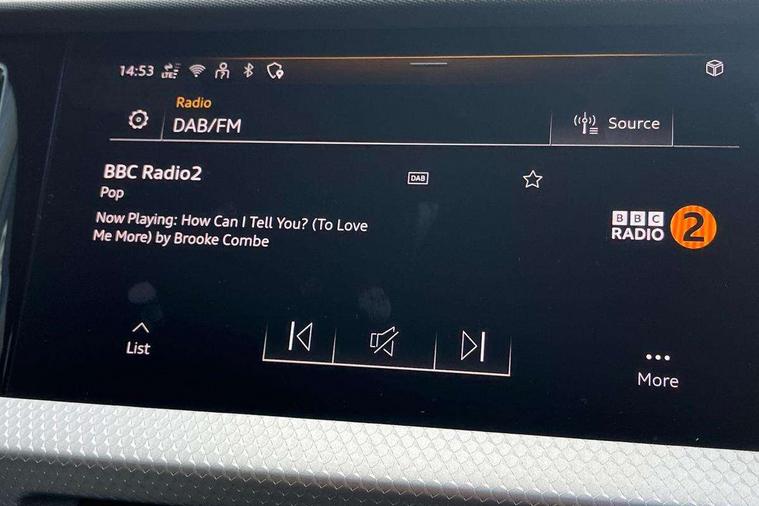 14:53 LTE
Radio
DAB/FM
Source
BBC Radio2
DAB
Pop
Now Playing: How Can I Tell You? (To Love
Me More) by Brooke Combe
BBC
RADIO 2
List
More